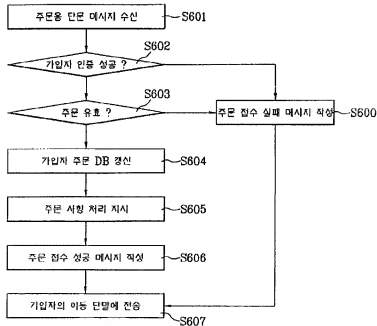 주문용 단문 메시지 수신
S601
S602
가입자 인증 성공 ?
S603
주문 유효 ?
주문 접수 실패 메시지 작성
S600
가입자 주문 DB 갱신
S604
주문 사항 처리 지시
S605
주문 접수 성공 메시지 작성
S606
가입자의 이동 단말에 전송
S607